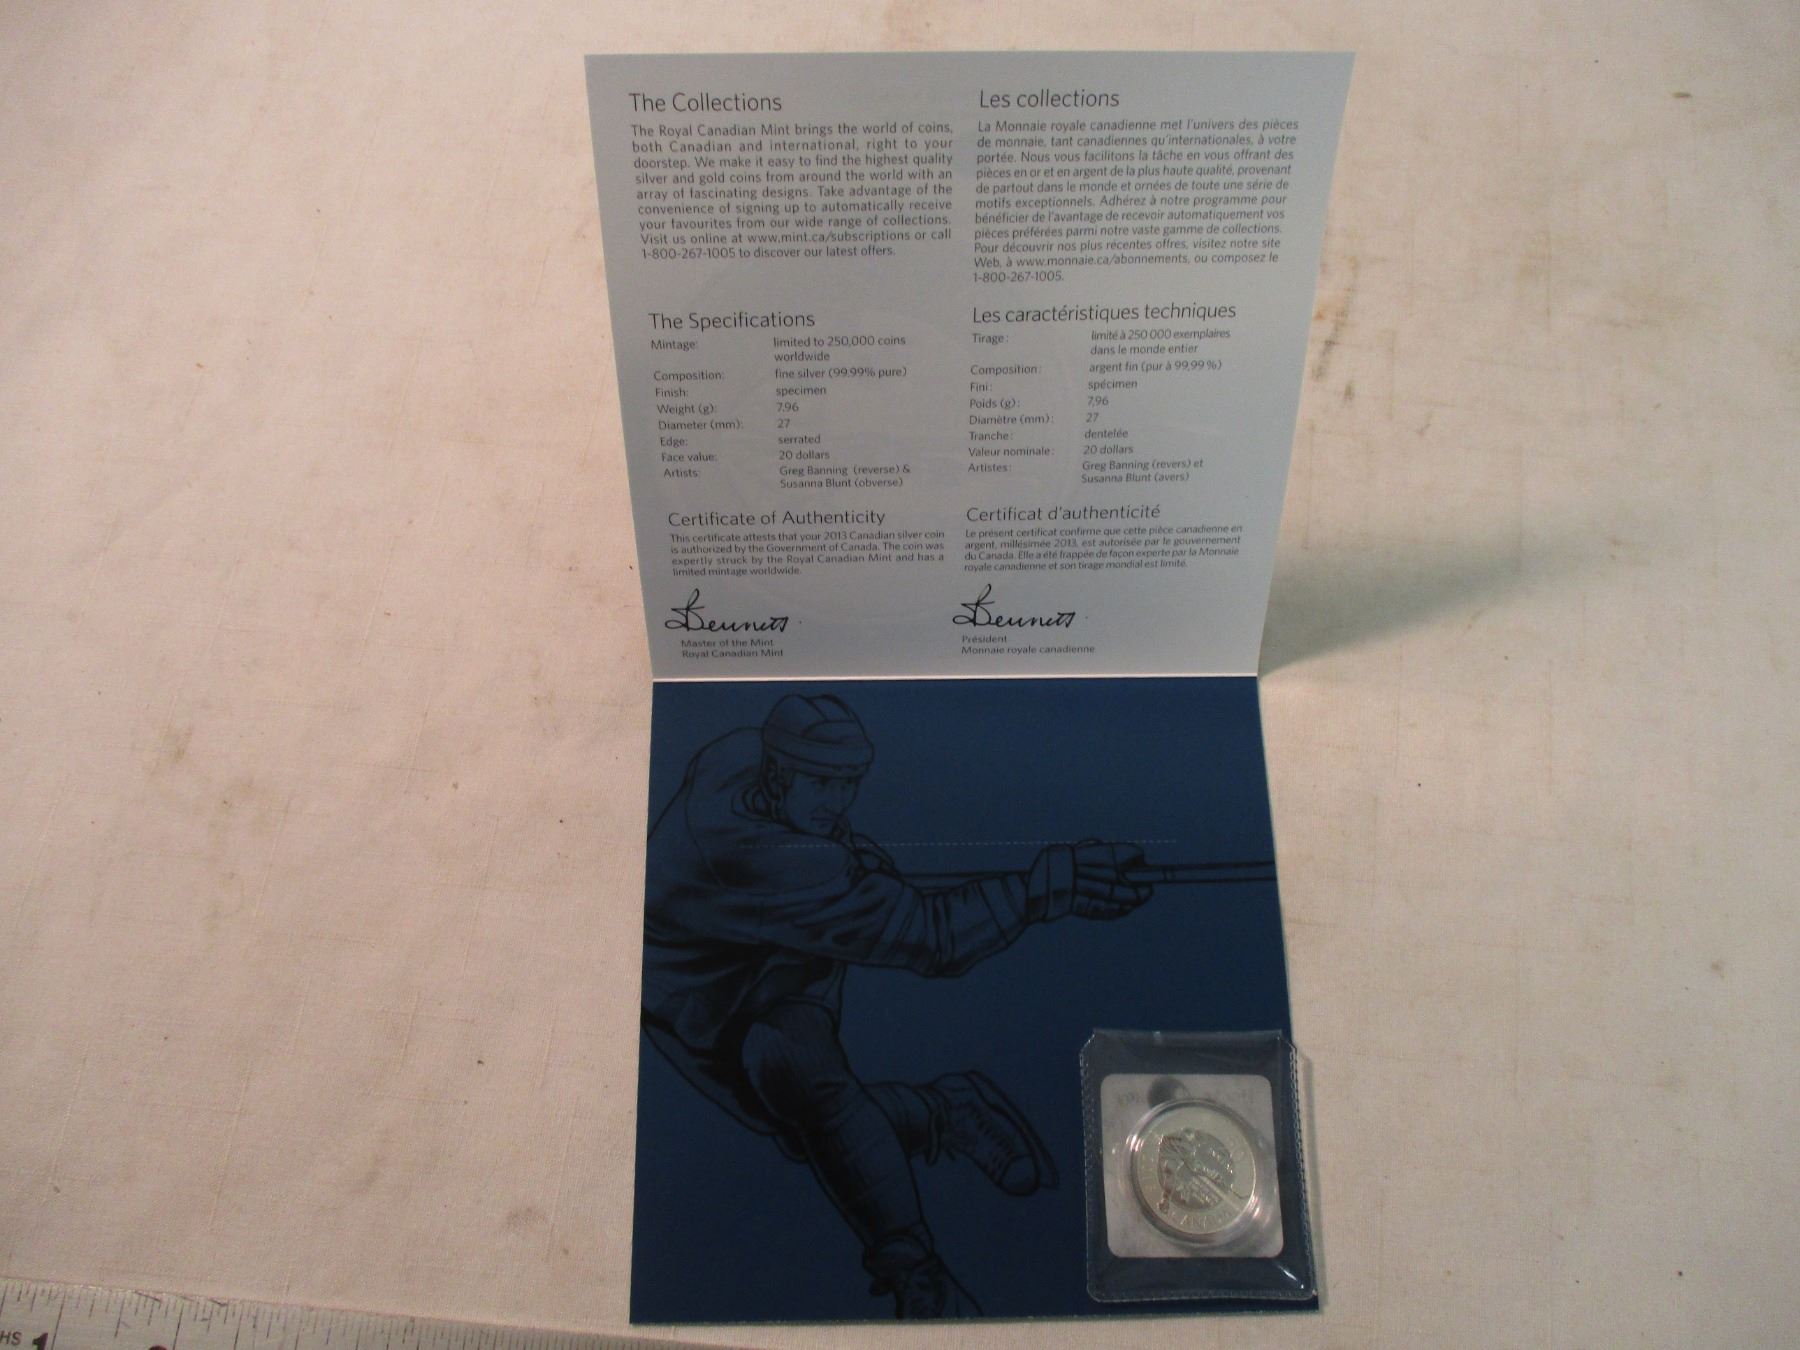 The Collections
The Royal Canadian Mint brings the world of coins,
both Canadian and international, right to your
doorstep. We make it easy to find the highest quality
silver and gold coins from around the world with an
array of fascinating designs. Take advantage of the
convenience of signing up to automatically receive
your favourites from our wide range of collections.
Visit us online at www.mint.ca/subscriptions or call
1-800-267-1005 to discover our latest offers.
The Specifications
Mintage: limited to 250,000 coins
worldwide
Composition: fine silver (99.99% pure)
Finish: specimen
Weight (g): 7.96
Diameter (mm): 27
Edge: serrated
Face value: 20 dollars
Artists: Greg Banning (reverse) &
Susanna Blunt (obverse)
Certificate of Authenticity
This certificate attests that your 2013 Canadian silver coin
is authorized by the Government of Canada. The coin was
expertly struck by the Royal Canadian Mint and has a
limited mintage worldwide.
Bennett
Master of the Mint
Royal Canadian Mint
Les collections
La Monnaie royale canadienne met l'univers des pièces
de monnaie, tant canadiennes qu'internationales, à votre
portée. Nous vous facilitons la tâche en vous offrant des
pièces en or et en argent de la plus haute qualité, provenant
de partout dans le monde et ornées de toute une série de
motifs exceptionnels. Adhérez à notre programme pour
bénéficier de l'avantage de recevoir automatiquement vos
pièces préférées parmi notre vaste gamme de collections.
Pour découvrir nos plus récentes offres, visitez notre site
Web, à www.monnaie.ca/abonnements, ou composez le
1-800-267-1005.
Les caractéristiques techniques
Tirage : limité à 250 000 exemplaires
dans le monde entier
Composition : argent fin (pur à 99,99 %)
Fini : spécimen
Poids (g) : 7,96
Diamètre (mm) : 27
Tranche : dentelée
Valeur nominale : 20 dollars
Artistes : Greg Banning (revers) et
Susanna Blunt (avers)
Certificat d'authenticité
Le présent certificat confirme que cette pièce canadienne en
argent, millésimée 2013, est autorisée par le gouvernement
du Canada. Elle a été frappée de façon experte par la Monnaie
royale canadienne et son tirage mondial est limité.
Bennett
Président
Monnaie royale canadienne
CANADA
HS 1